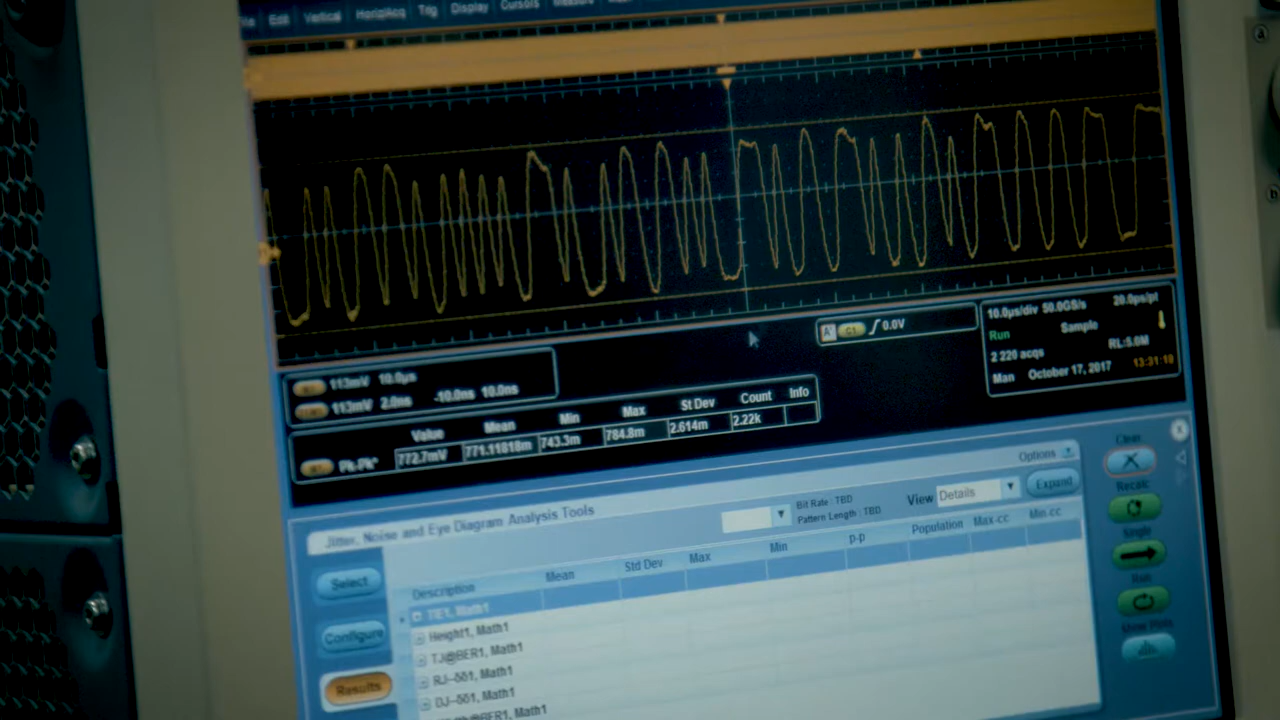 Edit Vertical Horiz/Acq Trig Display Cursors Measure
A' C1 0.0V
10.0µs/div 50.0GS/s 20.0ps/pt
Run Sample
2 220 acqs RL:5.0M
Man October 17, 2017 13:31:19
113mV 10.0µs
113mV 2.0ns -10.0ns 10.0ns
Value Mean Min Max St Dev Count Info
Pk-Pk* 772.7mV 771.11818m 743.3m 784.8m 2.614m 2.22k
Jitter, Noise and Eye Diagram Analysis Tools
Options
Clear
Bit Rate : TBD
Pattern Length : TBD
View Details Expand
Recalc
Single
Run
Show Plots
Select
Configure
Results
Description Mean Std Dev Max Min p-p Population Max-cc Min-cc
TIE1, Math1
Height1, Math1
TJ@BER1, Math1
RJ-δδ1, Math1
DJ-δδ1, Math1